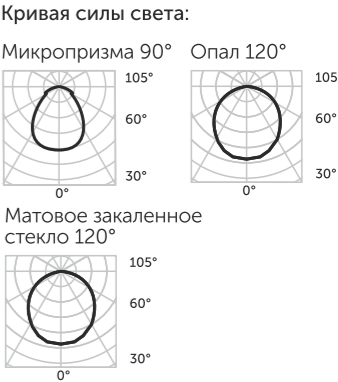 Кривая силы света:
Микропризма 90°
Опал 120°
105°
60°
30°
0°
105
60°
30°
0°
Матовое закаленное
стекло 120°
105°
60°
30°
0°